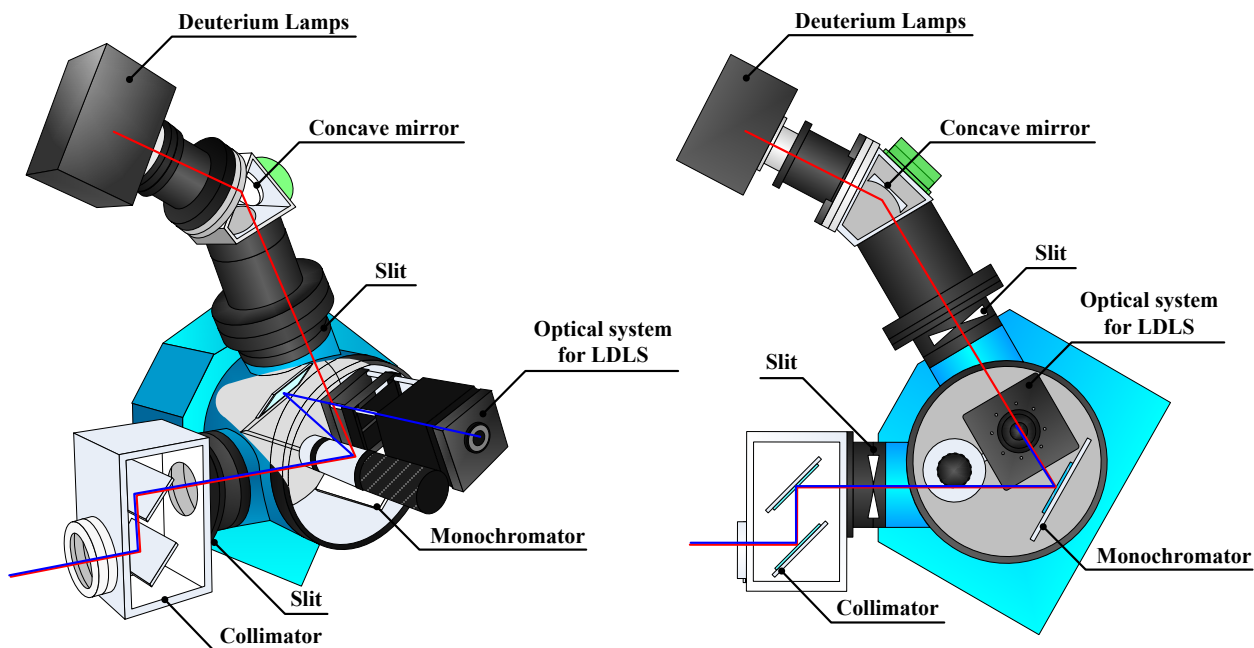 Deuterium Lamps
Concave mirror
Slit
Optical system
for LDLS
Monochromator
Slit
Collimator
Deuterium Lamps
Concave mirror
Slit
Optical system
for LDLS
Slit
Monochromator
Collimator